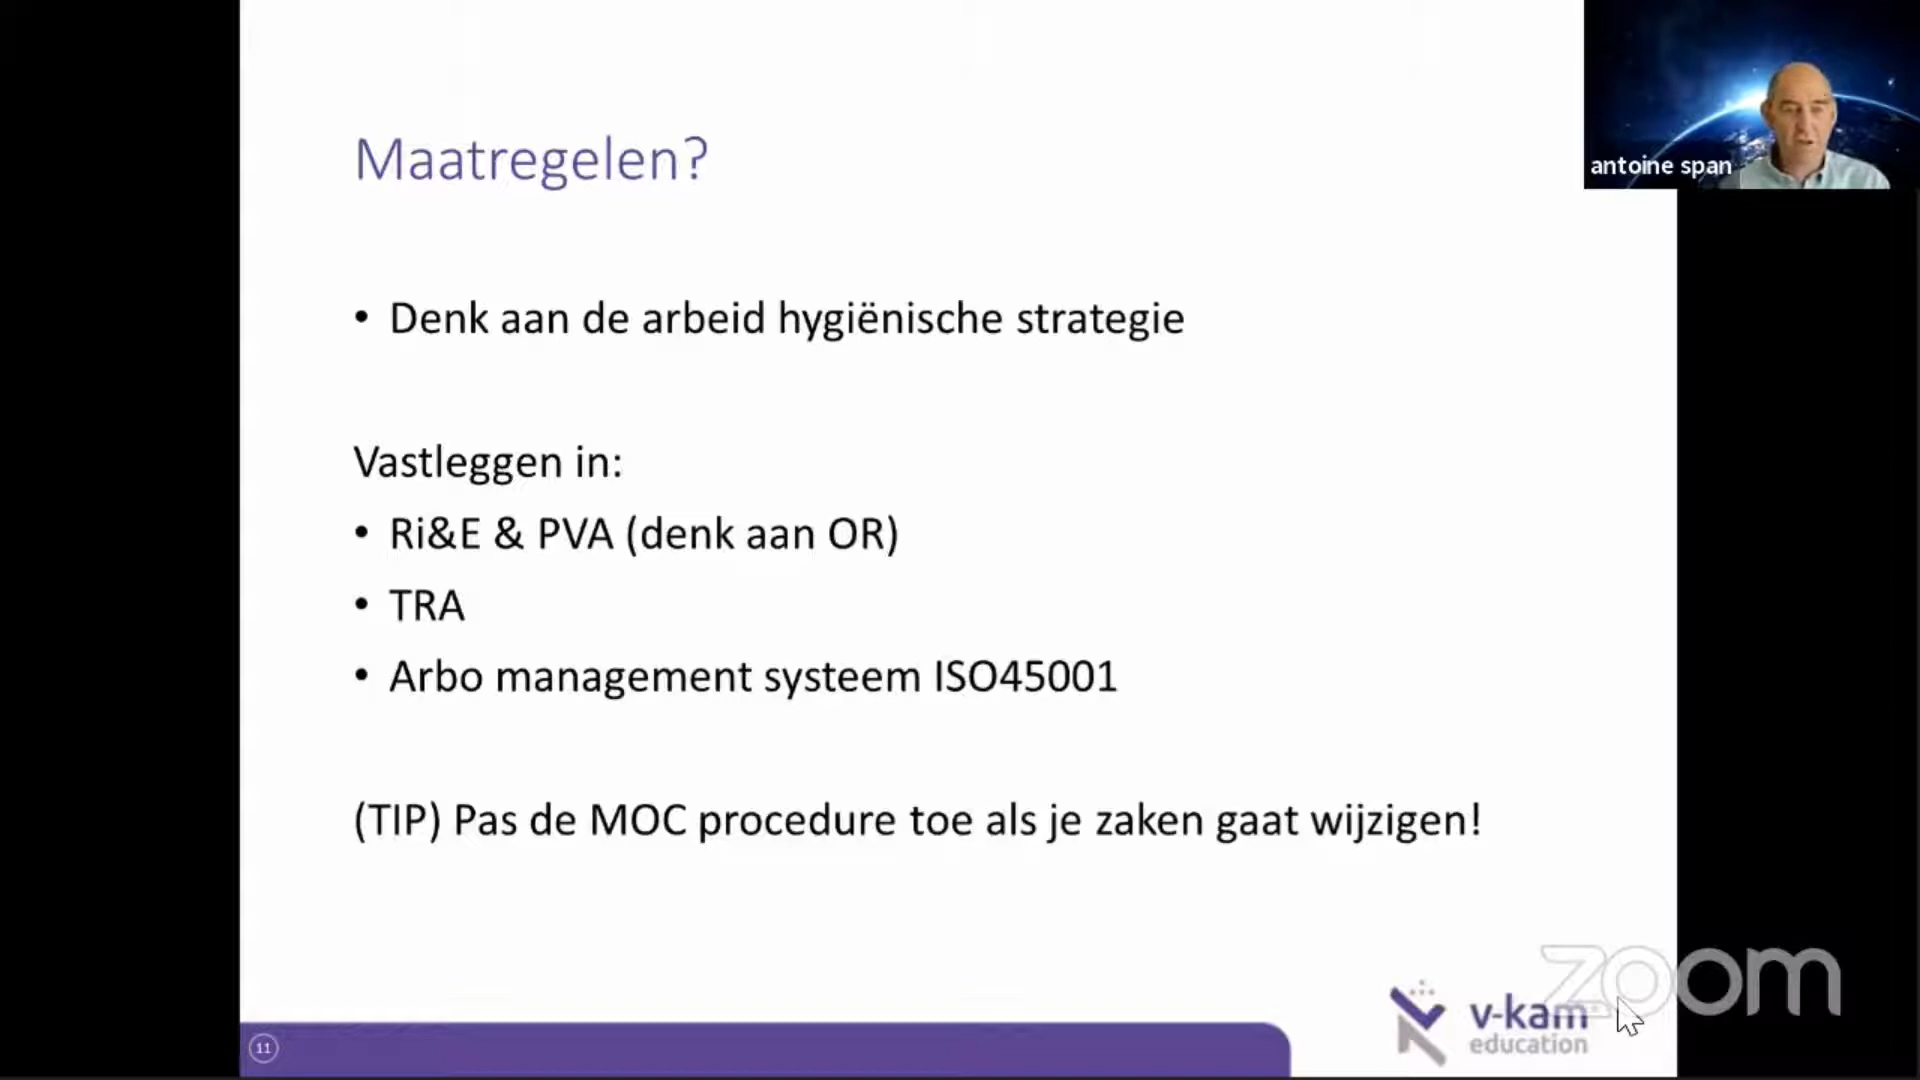 Maatregelen?
antoine span
• Denk aan de arbeid hygiënische strategie
Vastleggen in:
• Ri&E & PVA (denk aan OR)
• TRA
• Arbo management systeem ISO45001
(TIP) Pas de MOC procedure toe als je zaken gaat wijzigen!
zoom
v-kam
education
11